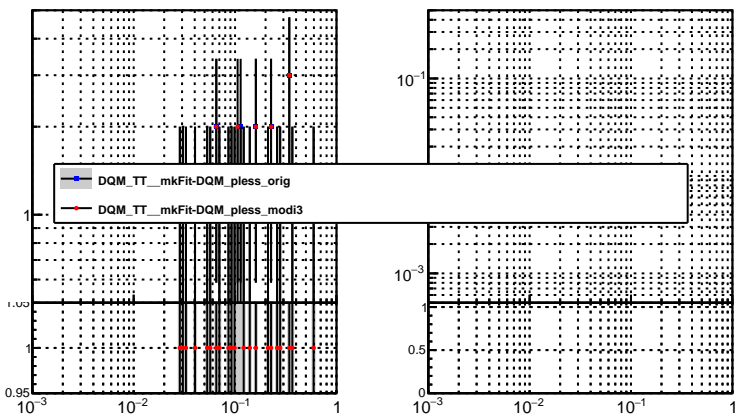 10⁻¹
1
DQM_TT__mkFit-DQM_pless_orig
DQM_TT__mkFit-DQM_pless_modi3
10⁻³
1.05
1
1
0.5
0.95
0
10⁻³ 10⁻² 10⁻¹ 1
10⁻³ 10⁻² 10⁻¹ 1